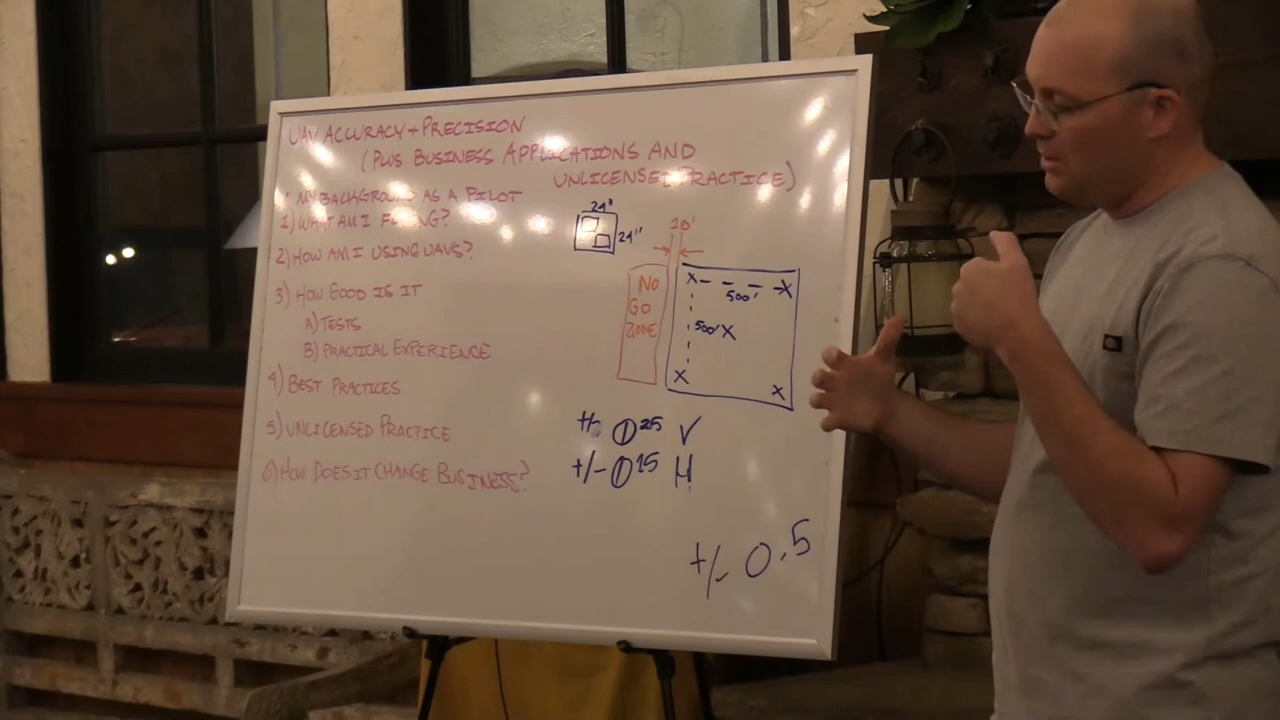 UAV ACCURACY + PRECISION
(PLUS BUSINESS APPLICATIONS AND
UNLICENSED PRACTICE)
* MY BACKGROUND AS A PILOT
1) WHAT AM I FLYING?
2) HOW AM I USING UAVS?
3) HOW GOOD IS IT
A) TESTS
B) PRACTICAL EXPERIENCE
4) BEST PRACTICES
5) UNLICENSED PRACTICE
6) HOW DOES IT CHANGE BUSINESS?
24"
24"
10'
NO
GO
ZONE
X - - - X
500'
500' X
X
X
+/- 0.25 V
+/- 0.15 H
+/- 0.5